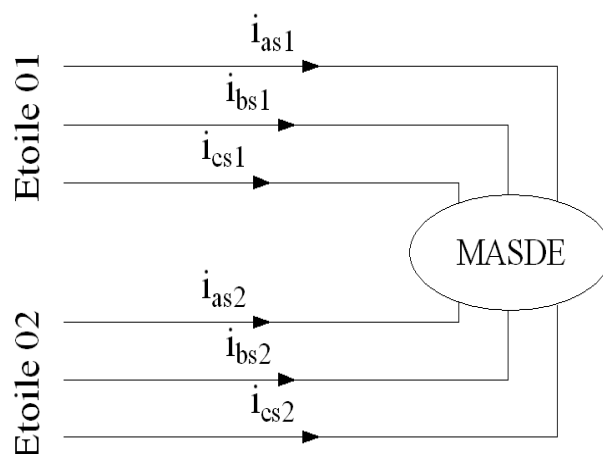 Etoile 01
i_as1
i_bs1
i_cs1
MASDE
Etoile 02
i_as2
i_bs2
i_cs2